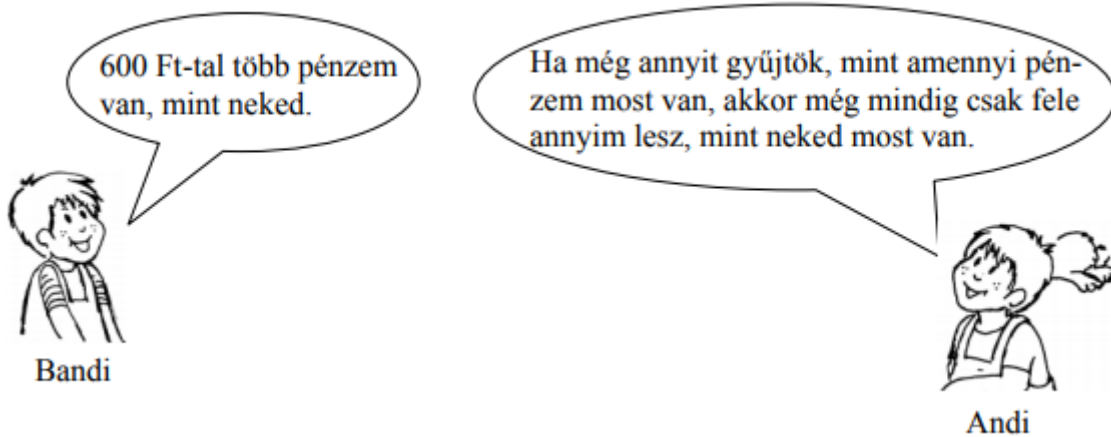 600 Ft-tal több pénzem
van, mint neked.
Ha még annyit gyűjtök, mint amennyi pén-
zem most van, akkor még mindig csak fele
annyim lesz, mint neked most van.
Bandi
Andi